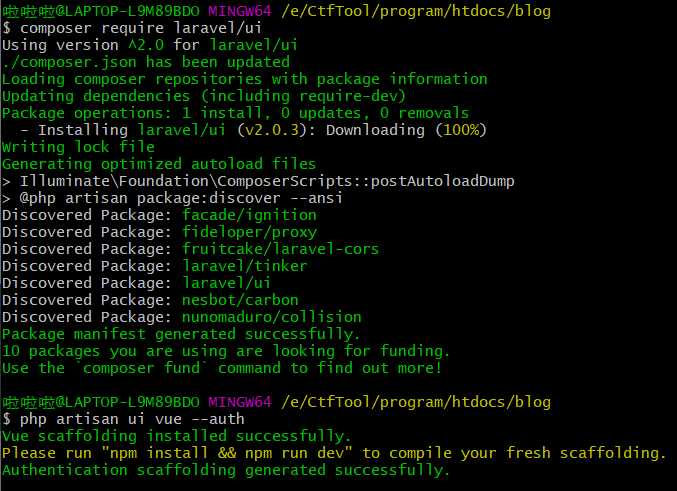 啦啦啦@LAPTOP-L9M89BDO MINGW64 /e/CtfTool/program/htdocs/blog
$ composer require laravel/ui
Using version ^2.0 for laravel/ui
./composer.json has been updated
Loading composer repositories with package information
Updating dependencies (including require-dev)
Package operations: 1 install, 0 updates, 0 removals
  - Installing laravel/ui (v2.0.3): Downloading (100%)
Writing lock file
Generating optimized autoload files
> Illuminate\Foundation\ComposerScripts::postAutoloadDump
> @php artisan package:discover --ansi
Discovered Package: facade/ignition
Discovered Package: fideloper/proxy
Discovered Package: fruitcake/laravel-cors
Discovered Package: laravel/tinker
Discovered Package: laravel/ui
Discovered Package: nesbot/carbon
Discovered Package: nunomaduro/collision
Package manifest generated successfully.
10 packages you are using are looking for funding.
Use the `composer fund` command to find out more!
啦啦啦@LAPTOP-L9M89BDO MINGW64 /e/CtfTool/program/htdocs/blog
$ php artisan ui vue --auth
Vue scaffolding installed successfully.
Please run "npm install && npm run dev" to compile your fresh scaffolding.
Authentication scaffolding generated successfully.